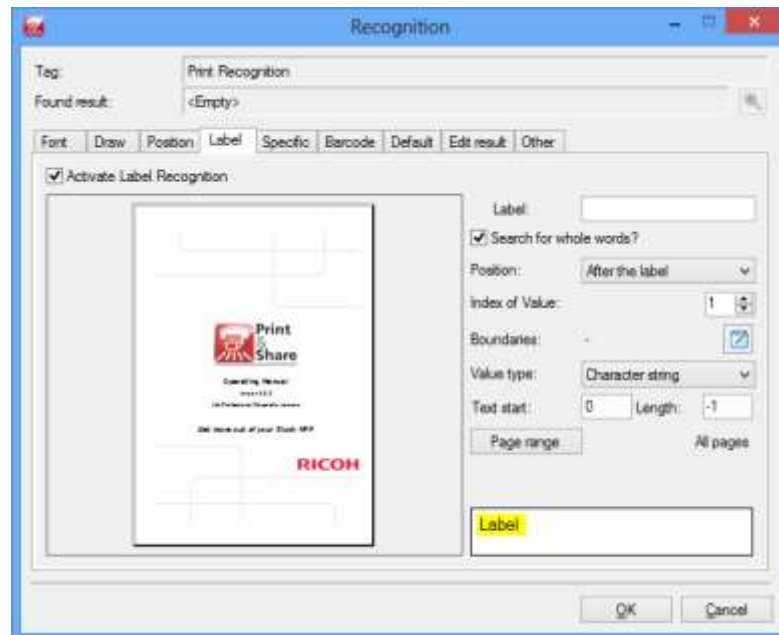 Recognition
Tag: Print Recognition
Found result: <Empty>
Font Draw Position Label Specific Barcode Default Edit result Other
Activate Label Recognition
Label:
Search for whole words?
Position: After the label
Index of Value: 1
Boundaries: -
Value type: Character string
Text start: 0 Length: -1
Page range All pages
Print
&
Share
Operating Manual
RICOH
Label
OK Cancel